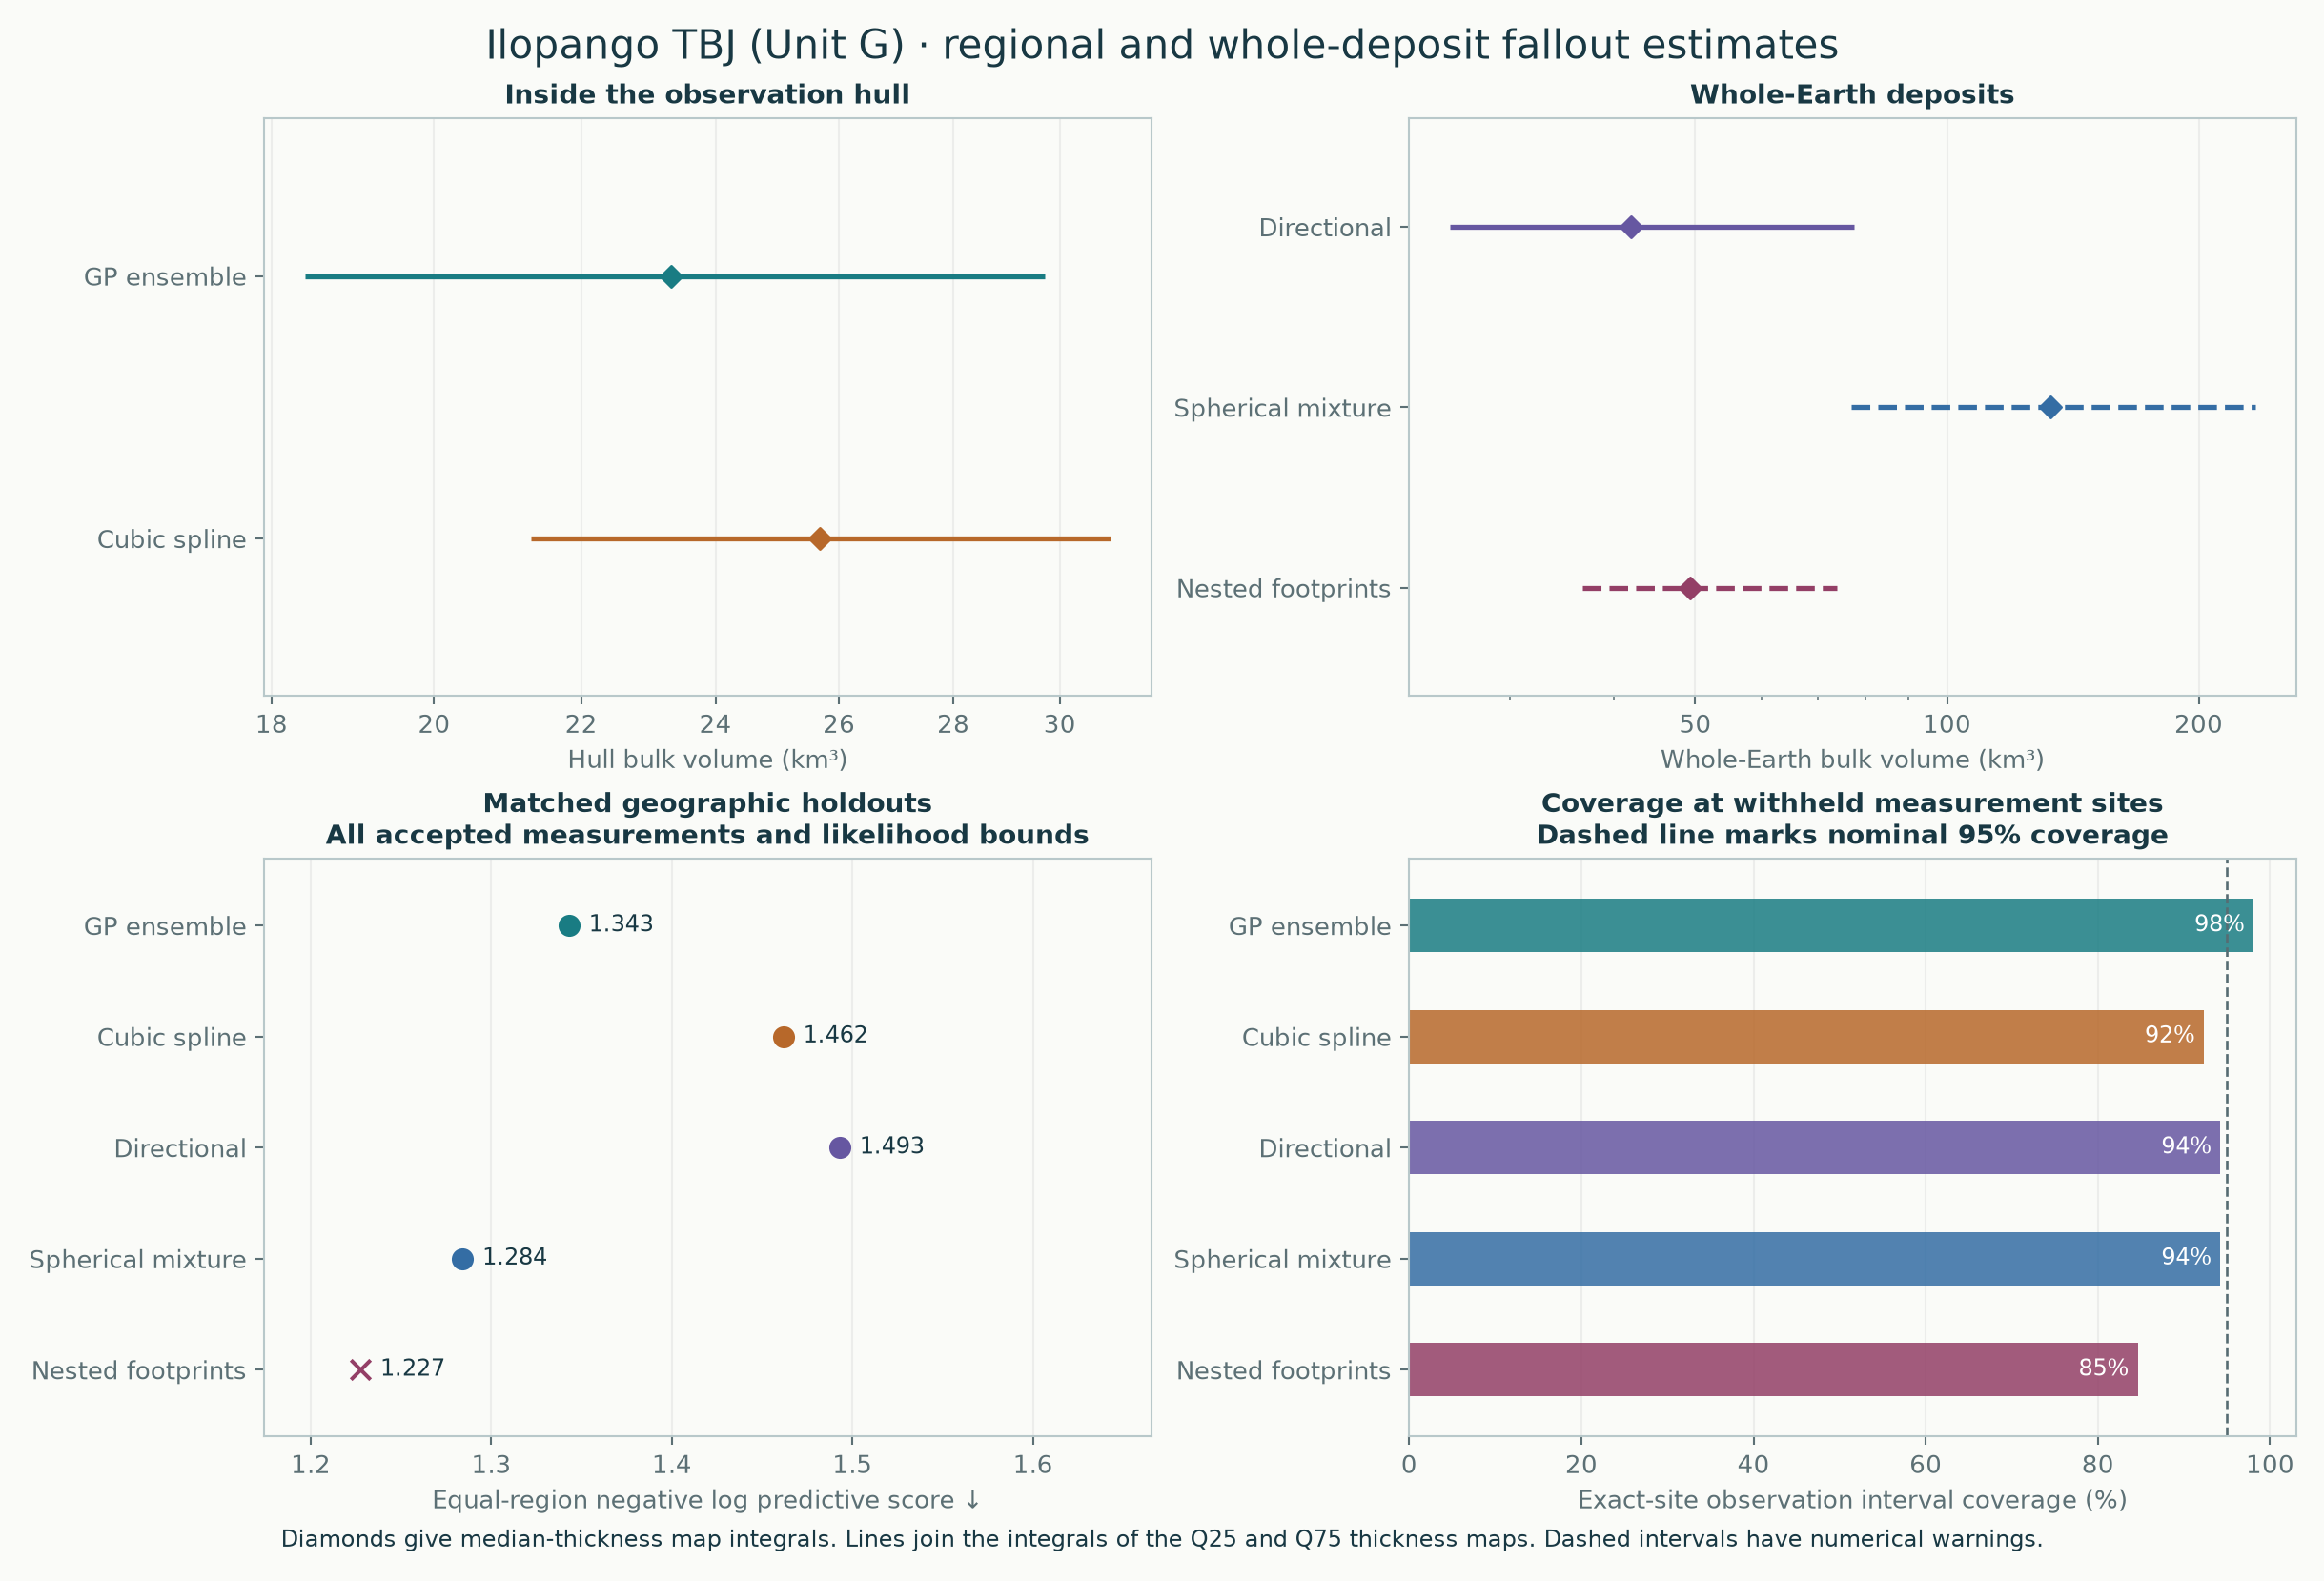 Ilopango TBJ (Unit G) · regional and whole-deposit fallout estimates
Inside the observation hull
GP ensemble
Cubic spline
18 20 22 24 26 28 30
Hull bulk volume (km³)
Whole-Earth deposits
Directional
Spherical mixture
Nested footprints
50 100 200
Whole-Earth bulk volume (km³)
Matched geographic holdouts
All accepted measurements and likelihood bounds
GP ensemble 1.343
Cubic spline 1.462
Directional 1.493
Spherical mixture 1.284
Nested footprints 1.227
1.2 1.3 1.4 1.5 1.6
Equal-region negative log predictive score ↓
Coverage at withheld measurement sites
Dashed line marks nominal 95% coverage
GP ensemble 98%
Cubic spline 92%
Directional 94%
Spherical mixture 94%
Nested footprints 85%
0 20 40 60 80 100
Exact-site observation interval coverage (%)
Diamonds give median-thickness map integrals. Lines join the integrals of the Q25 and Q75 thickness maps. Dashed intervals have numerical warnings.